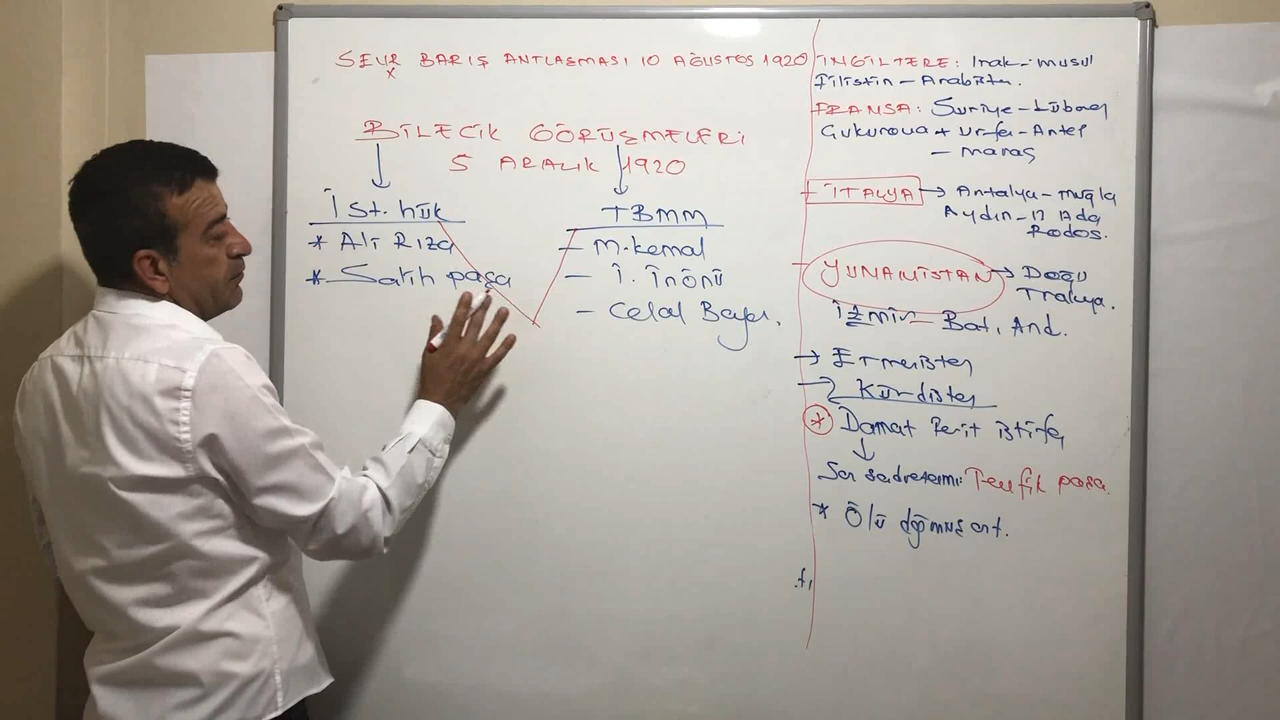 SEVR BARIŞ ANTLAŞMASI 10 AĞUSTOS 1920
BİLECİK GÖRÜŞMELERİ
5 ARALIK 1920
İst. hük
* Ali RIZA
* Salih paşa
TBMM
- M. Kemal
- İ. İnönü
- Celal Bayar.
İNGİLTERE: Irak - musul
Filistin - Arabistan.
FRANSA: Suriye - Lübnan
Çukurova + Urfa - Antep
- maraş
İTALYA → Antalya - muğla
Aydın - 12 Ada
Rodos.
YUNANİSTAN → Doğu
Trakya.
İzmir - Batı And.
→ Ermenistan
→ Kürdistan
* Damat Ferit istifa
↓
Son sadrazamı: Tevfik paşa.
* Ölü doğmuş ant.